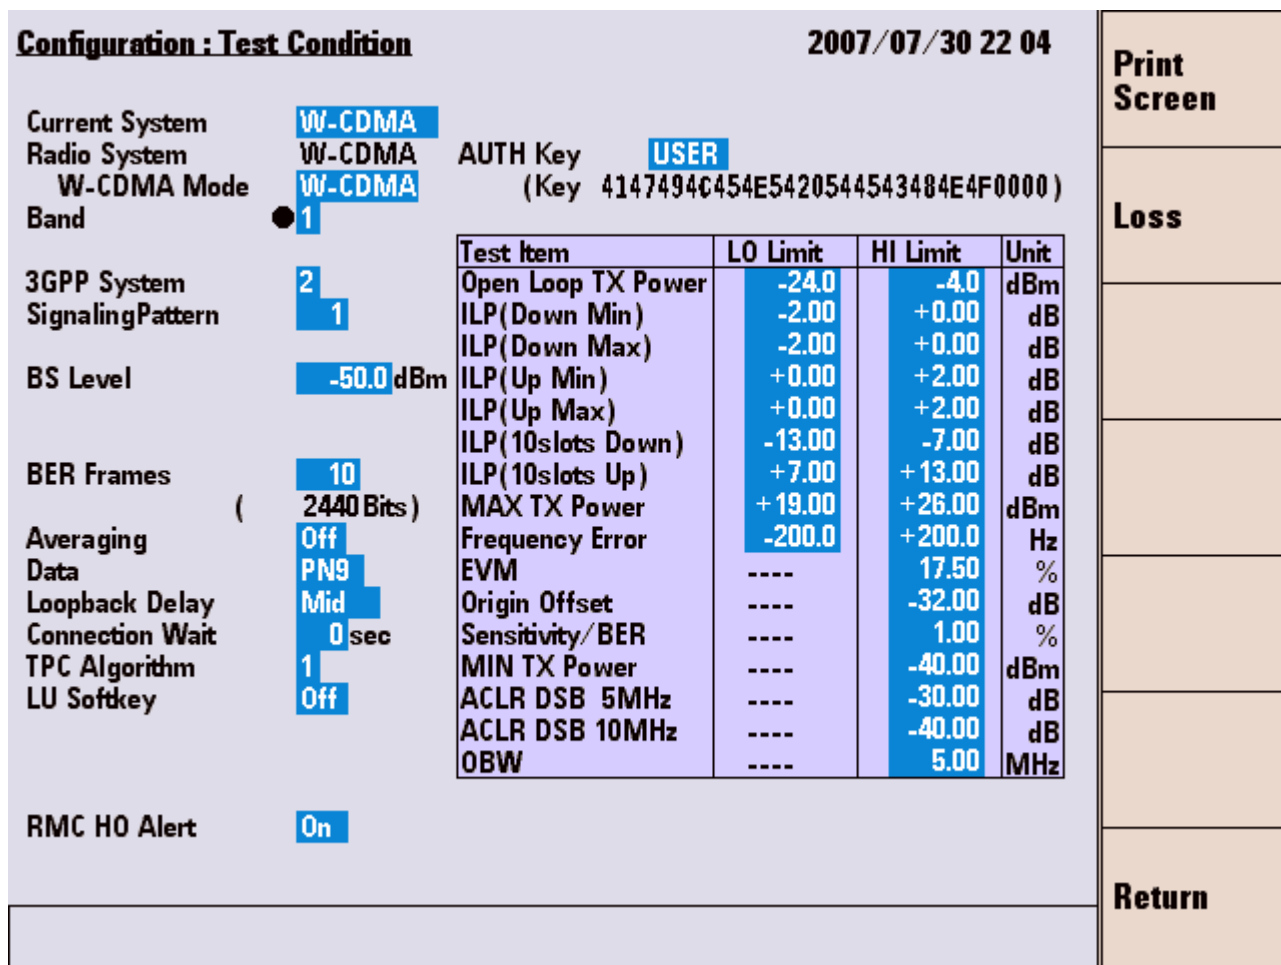 Configuration : Test Condition
2007/07/30 22 04
Current System W-CDMA
Radio System W-CDMA
W-CDMA Mode W-CDMA
Band 1
3GPP System 2
SignalingPattern 1
BS Level -50.0 dBm
BER Frames 10
( 2440 Bits )
Averaging Off
Data PN9
Loopback Delay Mid
Connection Wait 0 sec
TPC Algorithm 1
LU Softkey Off
RMC HO Alert On
AUTH Key USER
(Key 4147494C454E5420544543484E4F0000)
Test Item LO Limit HI Limit Unit
Open Loop TX Power -24.0 -4.0 dBm
ILP(Down Min) -2.00 +0.00 dB
ILP(Down Max) -2.00 +0.00 dB
ILP(Up Min) +0.00 +2.00 dB
ILP(Up Max) +0.00 +2.00 dB
ILP(10slots Down) -13.00 -7.00 dB
ILP(10slots Up) +7.00 +13.00 dB
MAX TX Power +19.00 +26.00 dBm
Frequency Error -200.0 +200.0 Hz
EVM ---- 17.50 %
Origin Offset ---- -32.00 dB
Sensitivity/BER ---- 1.00 %
MIN TX Power ---- -40.00 dBm
ACLR DSB 5MHz ---- -30.00 dB
ACLR DSB 10MHz ---- -40.00 dB
OBW ---- 5.00 MHz
Print
Screen
Loss
Return